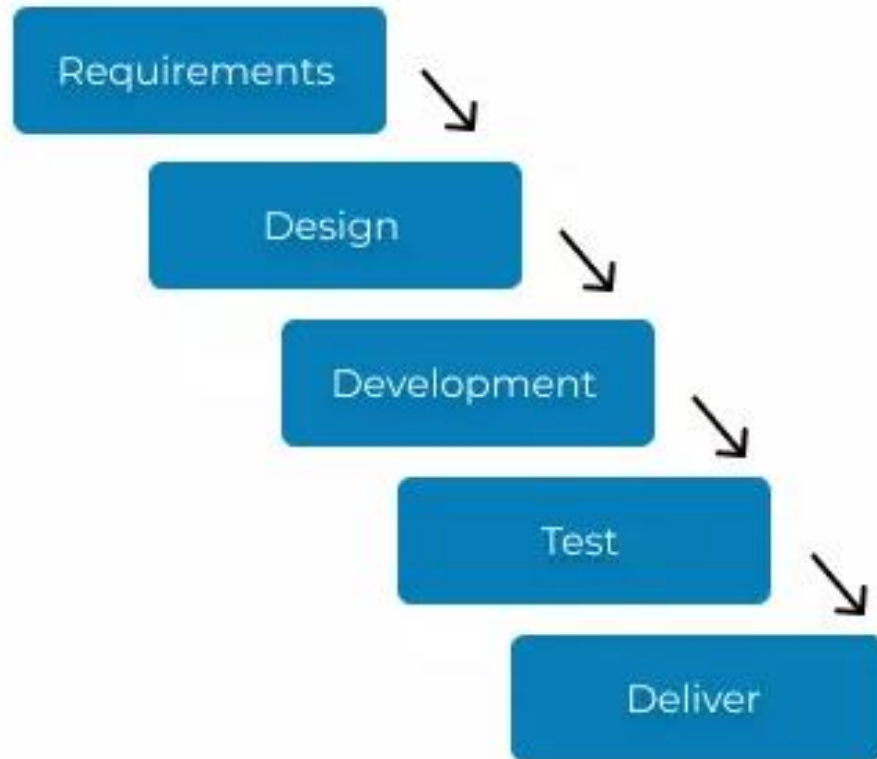 Requirements
Design
Development
Test
Deliver